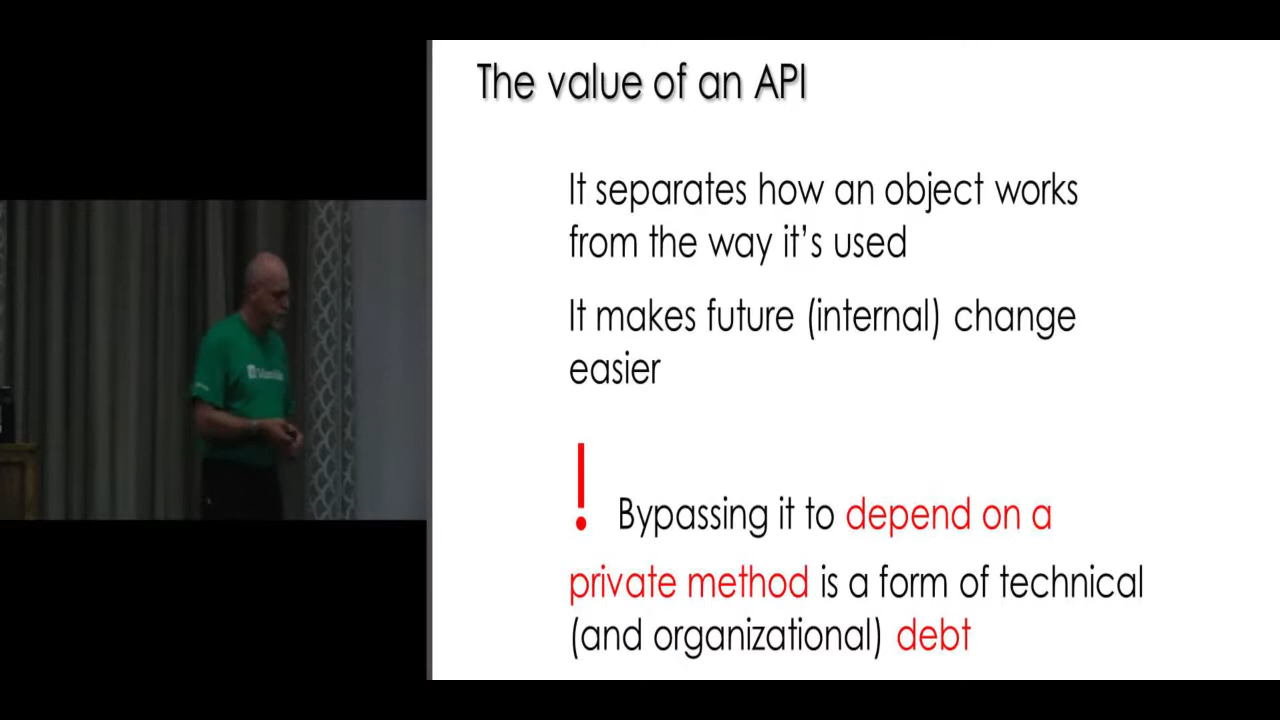 The value of an API
It separates how an object works
from the way it's used
It makes future (internal) change
easier
! Bypassing it to depend on a
private method is a form of technical
(and organizational) debt